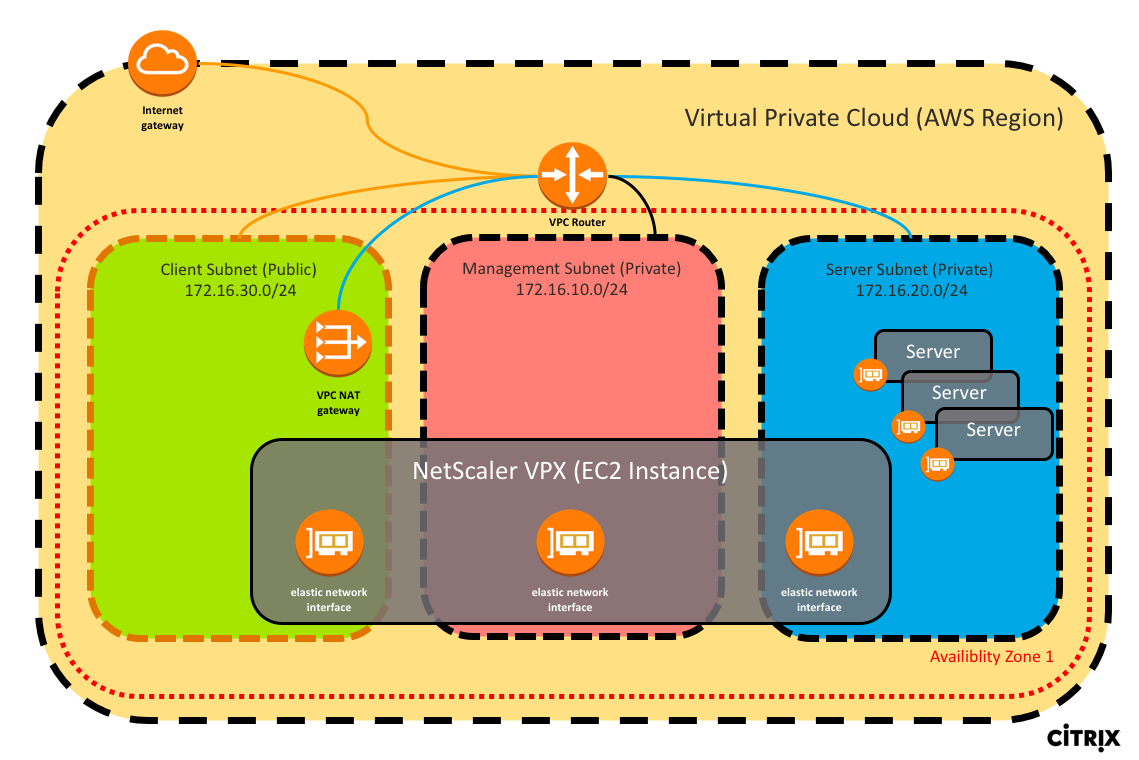 Internet
gateway
Virtual Private Cloud (AWS Region)
VPC Router
Client Subnet (Public)
172.16.30.0/24
Management Subnet (Private)
172.16.10.0/24
Server Subnet (Private)
172.16.20.0/24
VPC NAT
gateway
Server
Server
Server
NetScaler VPX (EC2 Instance)
elastic network
interface
elastic network
interface
elastic network
interface
Availiblity Zone 1
CİTRİX